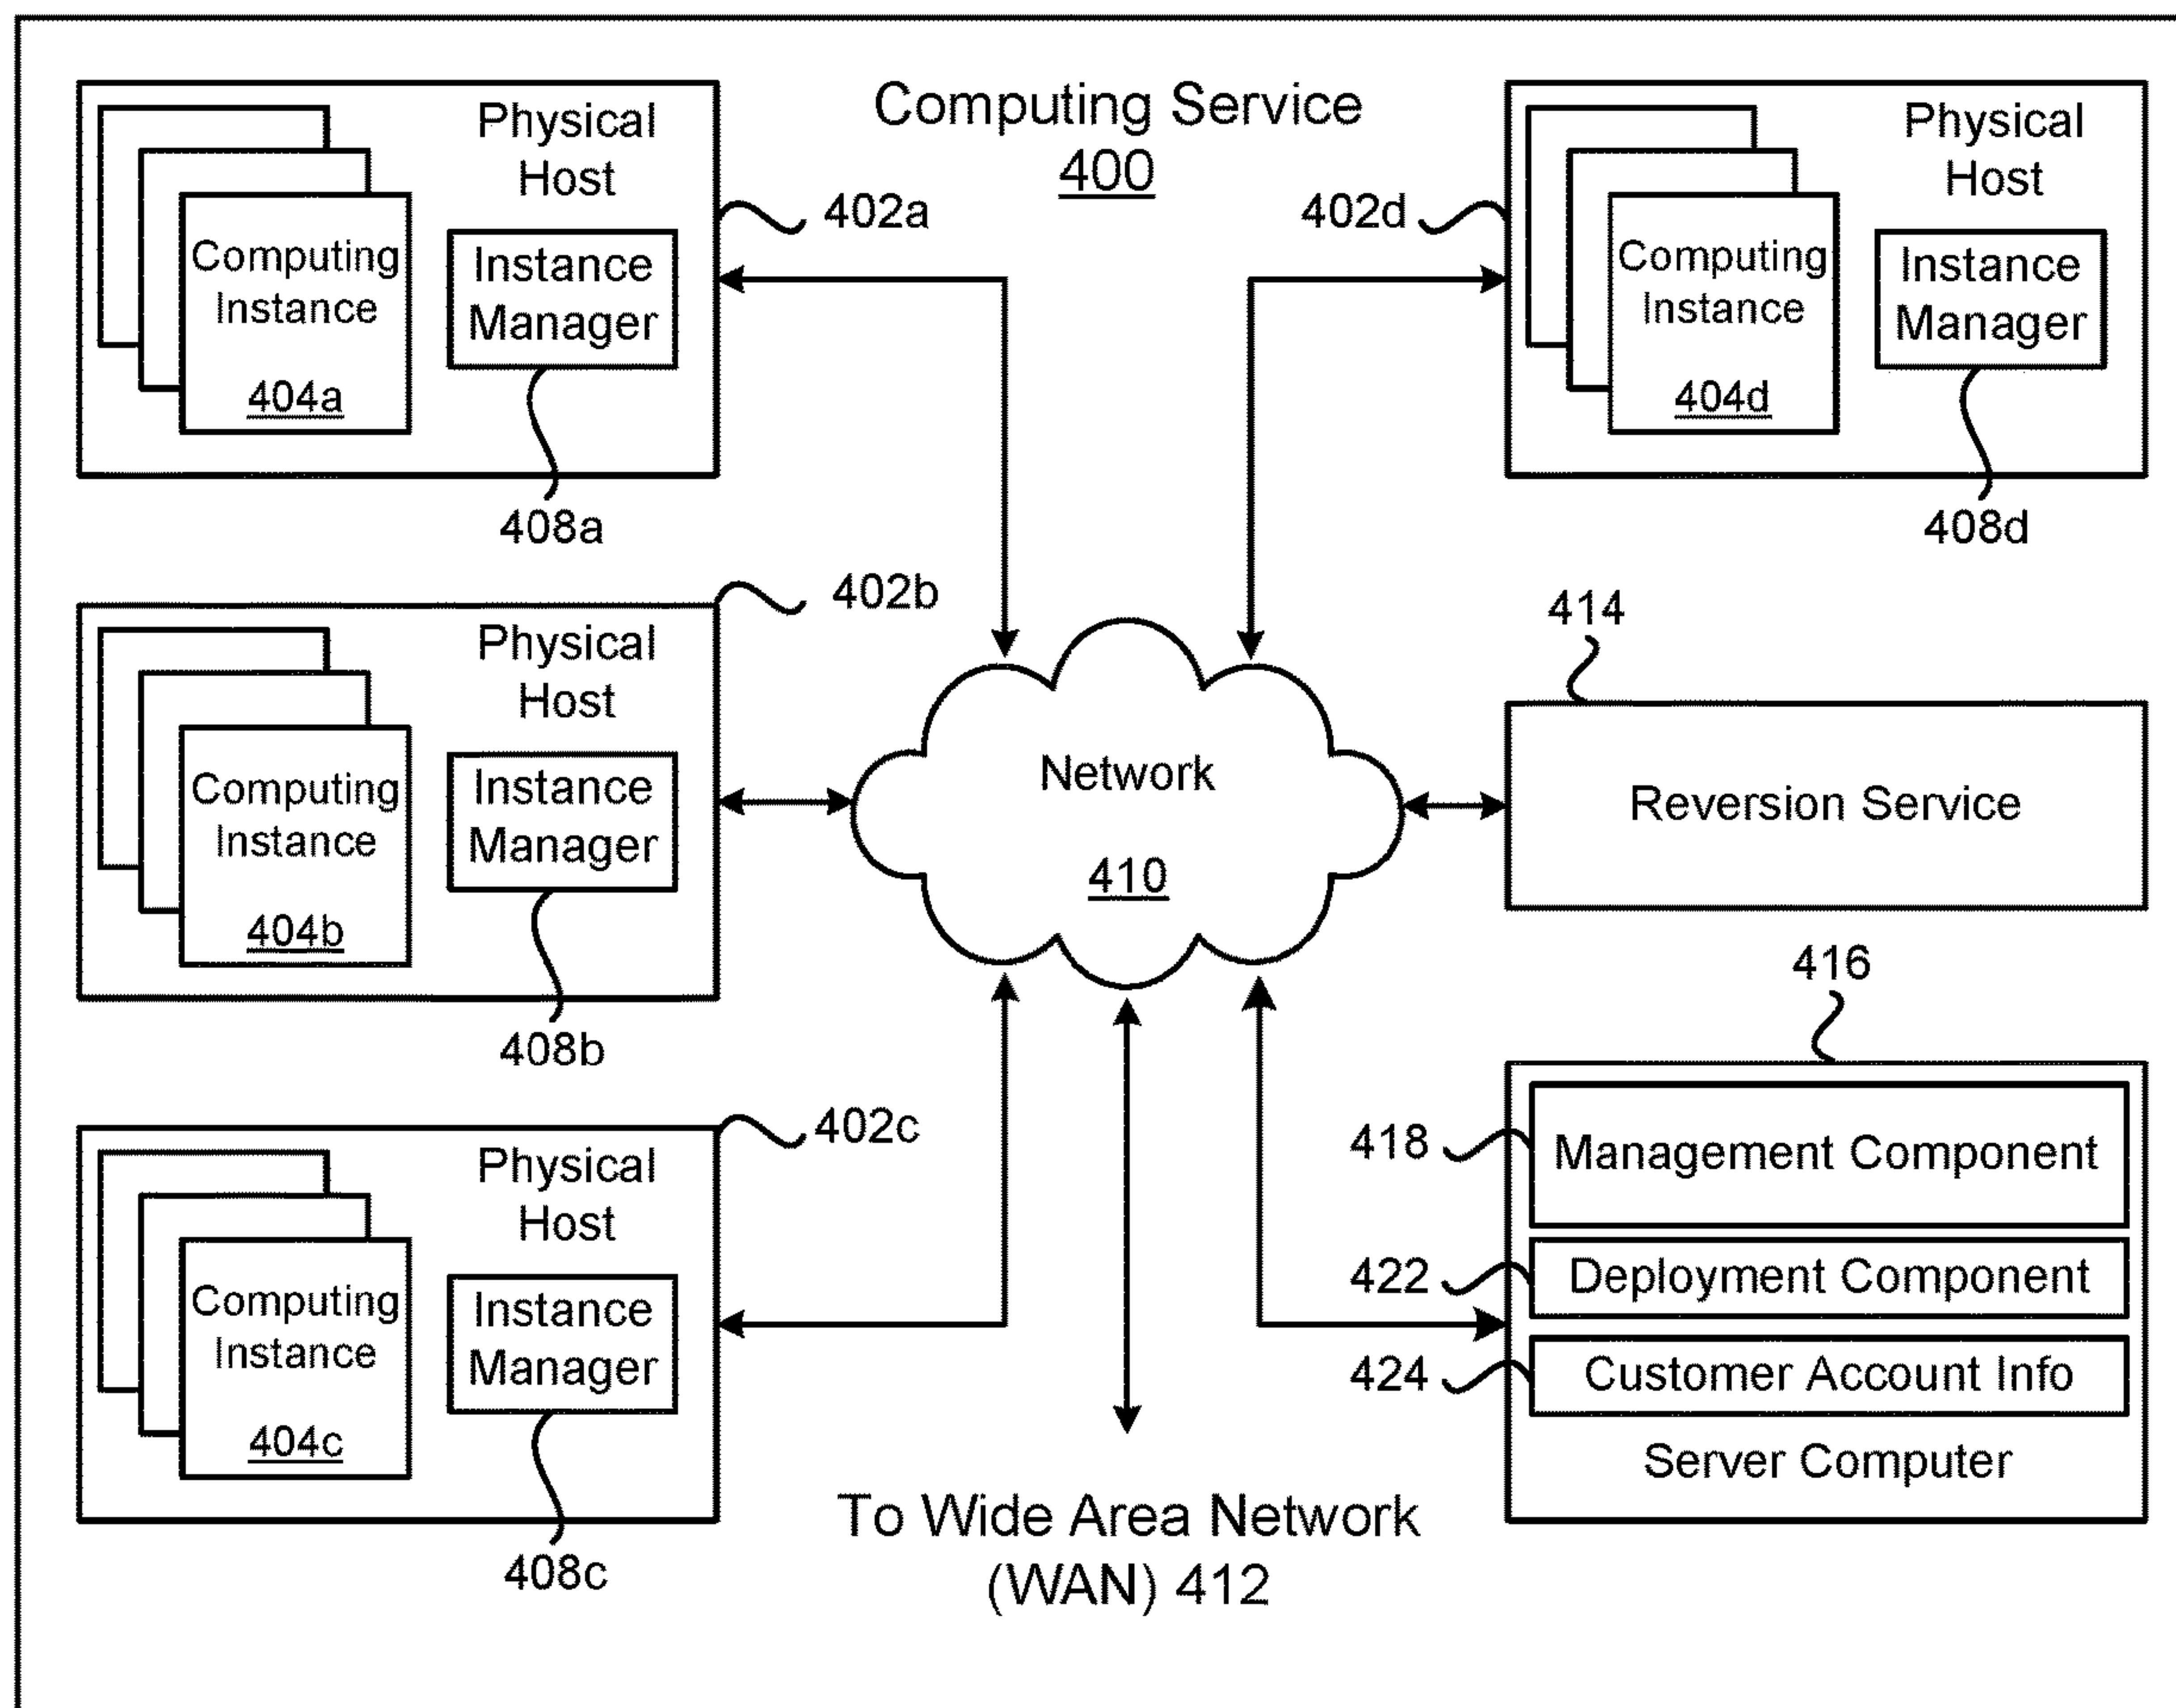 Computing Service
400
Physical
Host
402a
Computing
Instance
404a
Instance
Manager
408a
402d
Physical
Host
Computing
Instance
404d
Instance
Manager
408d
402b
Physical
Host
Computing
Instance
404b
Instance
Manager
408b
Network
410
414
Reversion Service
402c
Physical
Host
Computing
Instance
404c
Instance
Manager
408c
416
418
Management Component
422
Deployment Component
424
Customer Account Info
Server Computer
To Wide Area Network
(WAN) 412